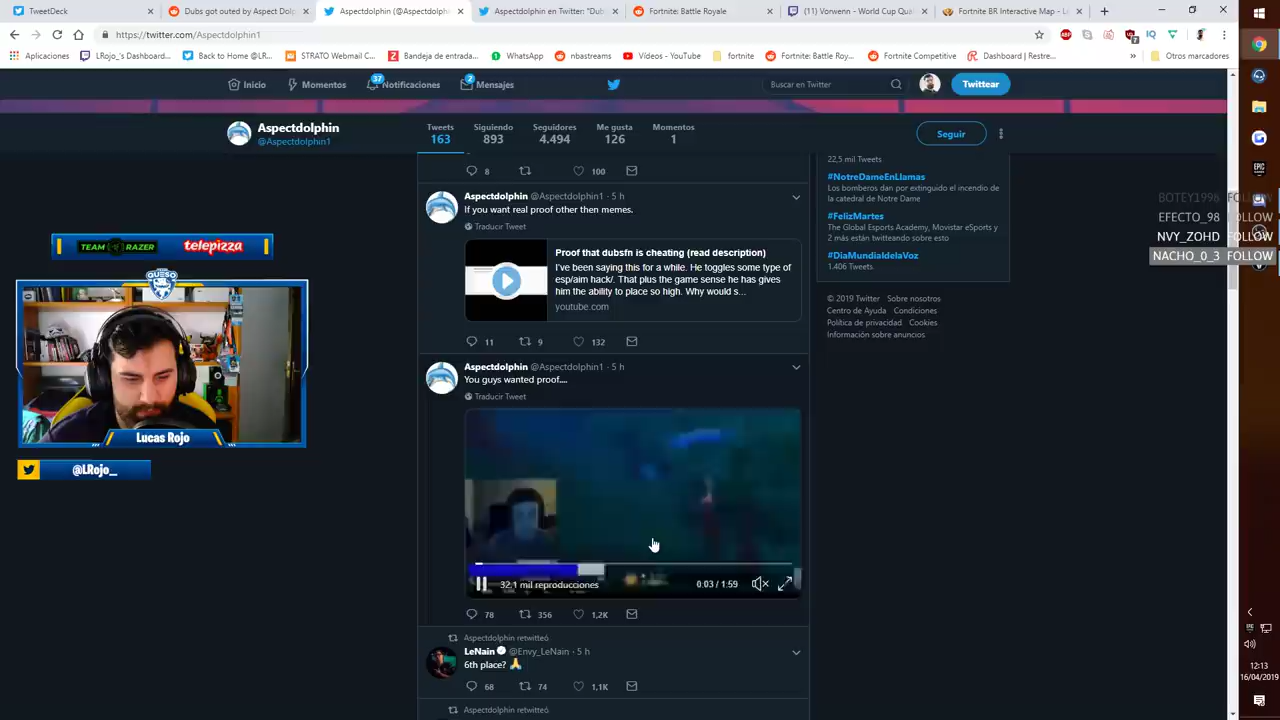 TweetDeck
Dubs got outed by Aspect Dolp
Aspectdolphin (@Aspectdolphi
Aspectdolphin en Twitter: "Dub
Fortnite: Battle Royale
(11) Vorwenn - World Cup Qual
Fortnite BR Interactive Map - L
https://twitter.com/Aspectdolphin1
Aplicaciones
LRojo_'s Dashboard...
Back to Home @LR...
STRATO Webmail C...
Bandeja de entrada...
WhatsApp
nbastreams
Vídeos - YouTube
fortnite
Fortnite: Battle Roy...
Fortnite Competitive
Dashboard | Restre...
Otros marcadores
Inicio
Momentos
37
Notificaciones
2
Mensajes
Buscar en Twitter
Twittear
Aspectdolphin
@Aspectdolphin1
Tweets
163
Siguiendo
893
Seguidores
4.494
Me gusta
126
Momentos
1
Seguir
8
100
Aspectdolphin @Aspectdolphin1 · 5 h
If you want real proof other then memes.
Traducir Tweet
Proof that dubsfn is cheating (read description)
I've been saying this for a while. He toggles some type of
esp/aim hack/. That plus the game sense he has gives
him the ability to place so high. Why would s...
youtube.com
11
9
132
Aspectdolphin @Aspectdolphin1 · 5 h
You guys wanted proof....
Traducir Tweet
32,1 mil reproducciones
0:03 / 1:59
78
356
1,2K
Aspectdolphin retwitteó
LeNain @Envy_LeNain · 5 h
6th place? 🙏
68
74
1,1K
Aspectdolphin retwitteó
22,5 mil Tweets
#NotreDameEnLlamas
Los bomberos dan por extinguido el incendio de
la catedral de Notre Dame
#FelizMartes
The Global Esports Academy, Movistar eSports y
2 más están twitteando sobre esto
#DiaMundialdelaVoz
1.406 Tweets
© 2019 Twitter Sobre nosotros
Centro de Ayuda Condiciones
Política de privacidad Cookies
Información sobre anuncios
BOTEY1998 FOLLOW
EFECTO_98 FOLLOW
NVY_ZOHD FOLLOW
NACHO_0_3 FOLLOW
TEAM RAZER
telepizza
GUESO
Lucas Rojo
@LRojo_
EPIC
12:13
16/04/2019